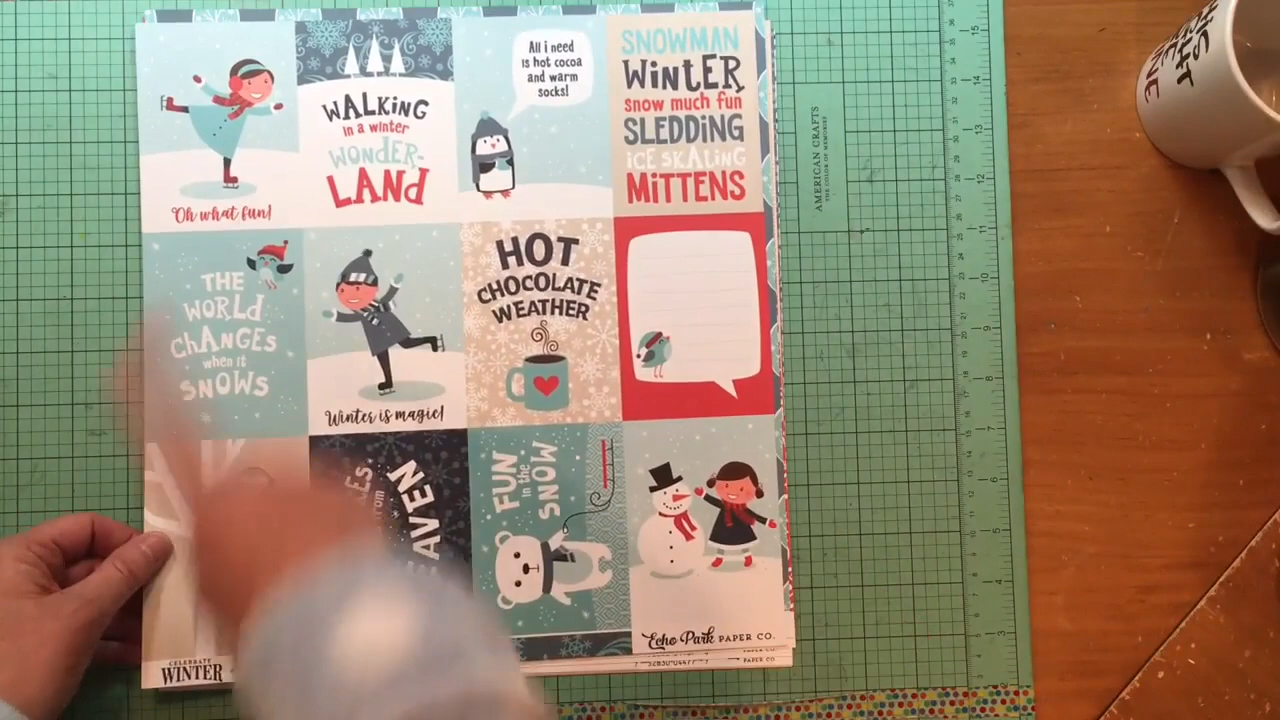 Oh what fun!
WALKING
in a winter
WONDER-
LAND
All i need
is hot cocoa
and warm
socks!
SNOWMAN
WINTER
snow much fun
SLEDDING
ICE SKATING
MITTENS
THE
WORLD
CHANGES
when it
SNOWS
Winter is magic!
HOT
CHOCOLATE
WEATHER
FUN
in the
SNOW
CELEBRATE
WINTER
Echo Park PAPER CO.
PAPER CO.
AMERICAN CRAFTS